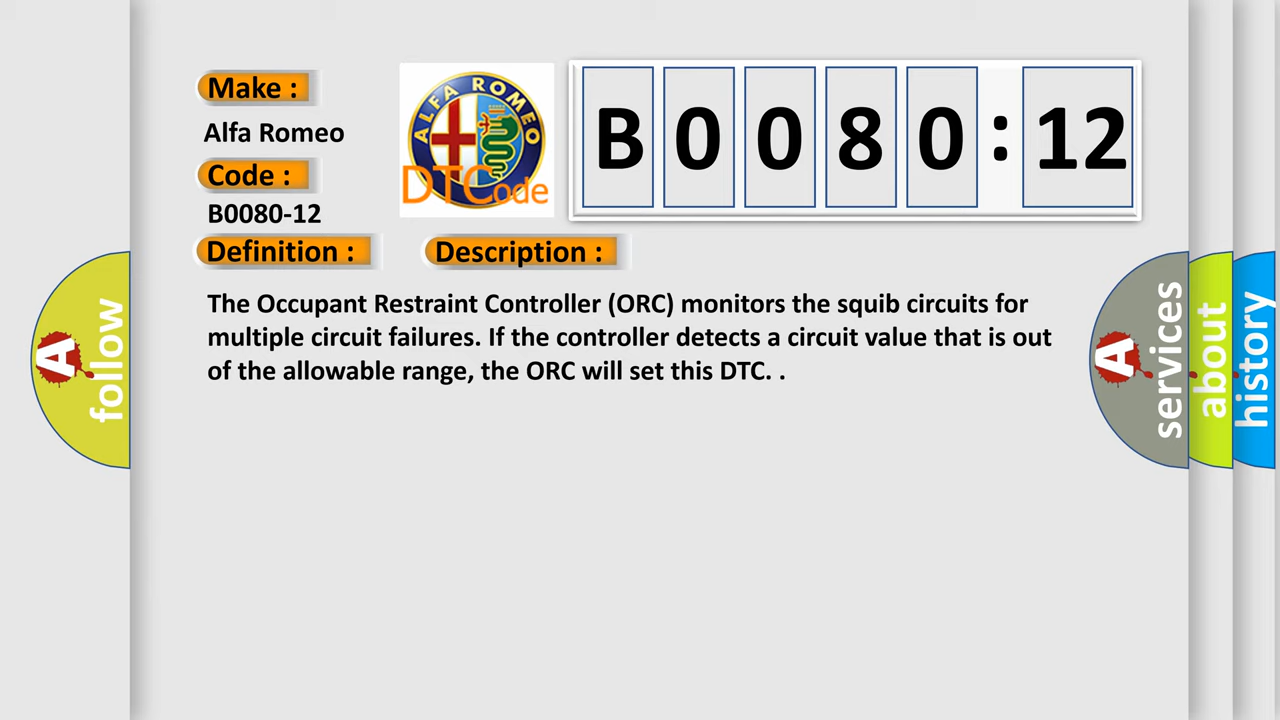 Make :
Alfa Romeo
Code :
B0080-12
ALFA ROMEO
DTCode
B 0 0 8 0 : 12
Definition :
Description :
The Occupant Restraint Controller (ORC) monitors the squib circuits for
multiple circuit failures. If the controller detects a circuit value that is out
of the allowable range, the ORC will set this DTC. .
A
follow
A
services
about
history